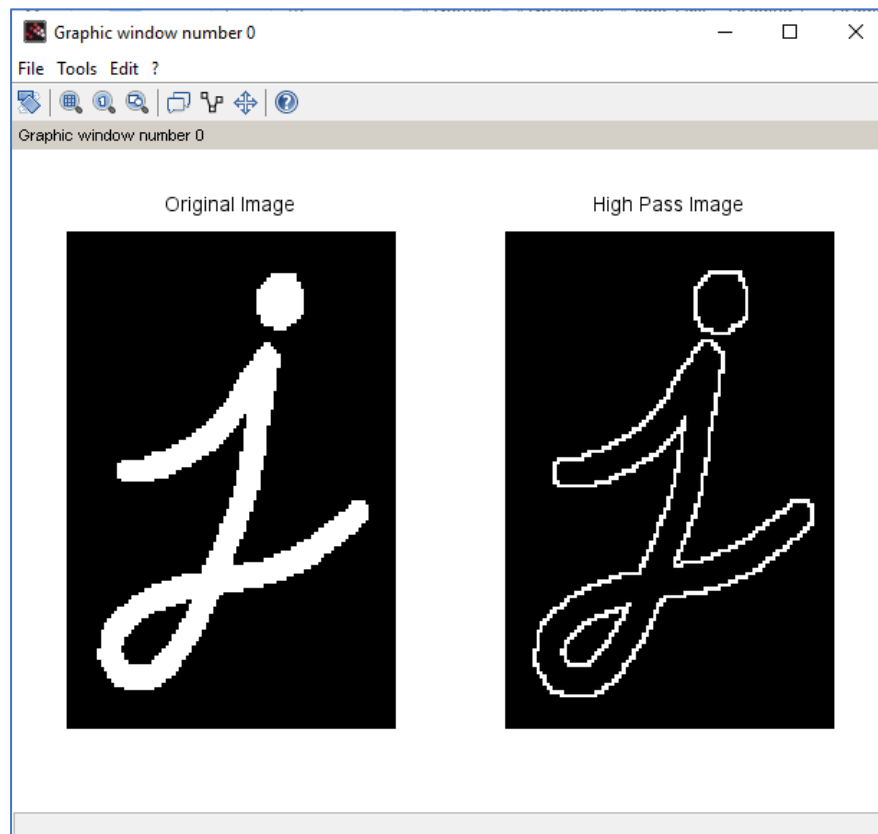 Graphic window number 0
File Tools Edit ?
Graphic window number 0
Original Image High Pass Image
j j